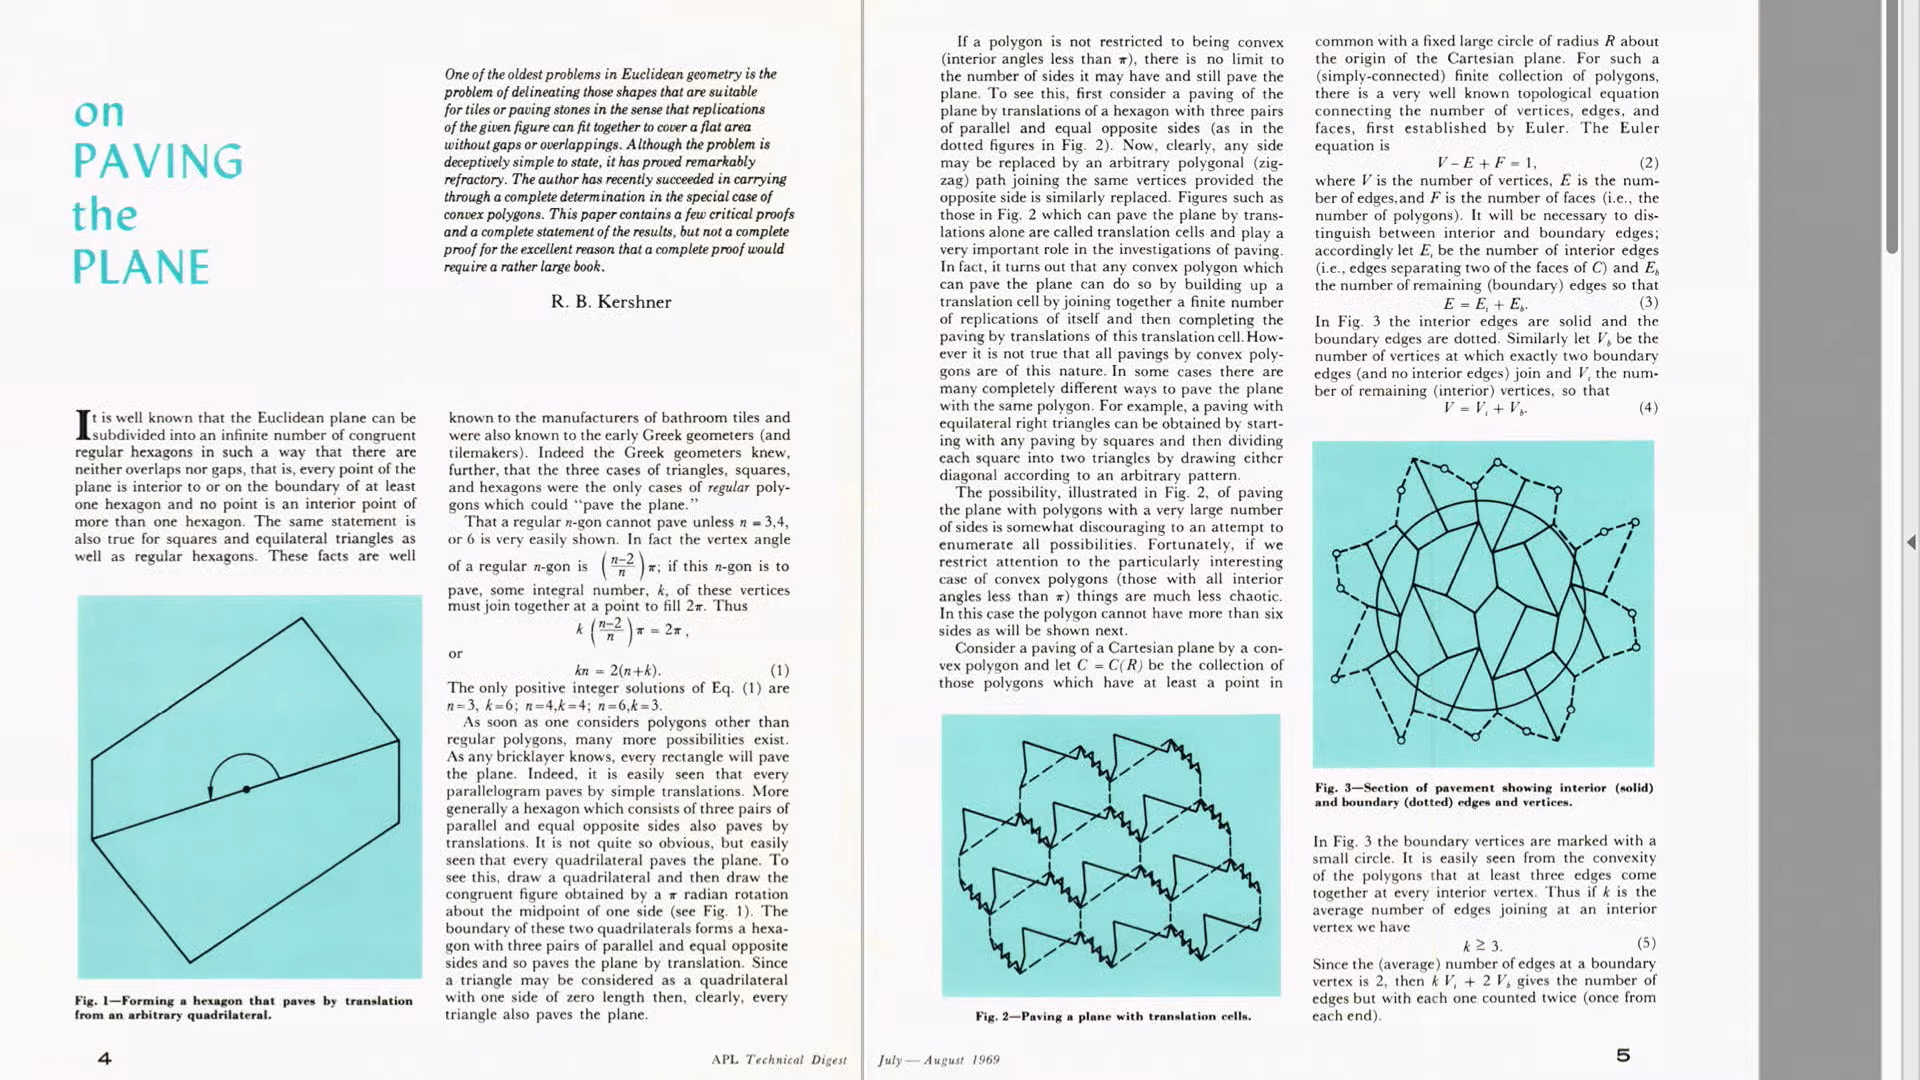 on
PAVING
the
PLANE
One of the oldest problems in Euclidean geometry is the
problem of delineating those shapes that are suitable
for tiles or paving stones in the sense that replications
of the given figure can fit together to cover a flat area
without gaps or overlappings. Although the problem is
deceptively simple to state, it has proved remarkably
refractory. The author has recently succeeded in carrying
through a complete determination in the special case of
convex polygons. This paper contains a few critical proofs
and a complete statement of the results, but not a complete
proof for the excellent reason that a complete proof would
require a rather large book.
R. B. Kershner
It is well known that the Euclidean plane can be
subdivided into an infinite number of congruent
regular hexagons in such a way that there are
neither overlaps nor gaps, that is, every point of the
plane is interior to or on the boundary of at least
one hexagon and no point is an interior point of
more than one hexagon. The same statement is
also true for squares and equilateral triangles as
well as regular hexagons. These facts are well
Fig. 1—Forming a hexagon that paves by translation
from an arbitrary quadrilateral.
known to the manufacturers of bathroom tiles and
were also known to the early Greek geometers (and
tilemakers). Indeed the Greek geometers knew,
further, that the three cases of triangles, squares,
and hexagons were the only cases of regular poly-
gons which could “pave the plane.”
That a regular n-gon cannot pave unless n = 3,4,
or 6 is very easily shown. In fact the vertex angle
of a regular n-gon is (n−2/n) π; if this n-gon is to
pave, some integral number, k, of these vertices
must join together at a point to fill 2π. Thus
k (n−2/n) π = 2π,
or
kn = 2(n+k). (1)
The only positive integer solutions of Eq. (1) are
n=3, k=6; n=4,k=4; n=6,k=3.
As soon as one considers polygons other than
regular polygons, many more possibilities exist.
As any bricklayer knows, every rectangle will pave
the plane. Indeed, it is easily seen that every
parallelogram paves by simple translations. More
generally a hexagon which consists of three pairs of
parallel and equal opposite sides also paves by
translations. It is not quite so obvious, but easily
seen that every quadrilateral paves the plane. To
see this, draw a quadrilateral and then draw the
congruent figure obtained by a π radian rotation
about the midpoint of one side (see Fig. 1). The
boundary of these two quadrilaterals forms a hexa-
gon with three pairs of parallel and equal opposite
sides and so paves the plane by translation. Since
a triangle may be considered as a quadrilateral
with one side of zero length then, clearly, every
triangle also paves the plane.
4
APL Technical Digest
If a polygon is not restricted to being convex
(interior angles less than π), there is no limit to
the number of sides it may have and still pave the
plane. To see this, first consider a paving of the
plane by translations of a hexagon with three pairs
of parallel and equal opposite sides (as in the
dotted figures in Fig. 2). Now, clearly, any side
may be replaced by an arbitrary polygonal (zig-
zag) path joining the same vertices provided the
opposite side is similarly replaced. Figures such as
those in Fig. 2 which can pave the plane by trans-
lations alone are called translation cells and play a
very important role in the investigations of paving.
In fact, it turns out that any convex polygon which
can pave the plane can do so by building up a
translation cell by joining together a finite number
of replications of itself and then completing the
paving by translations of this translation cell. How-
ever it is not true that all pavings by convex poly-
gons are of this nature. In some cases there are
many completely different ways to pave the plane
with the same polygon. For example, a paving with
equilateral right triangles can be obtained by start-
ing with any paving by squares and then dividing
each square into two triangles by drawing either
diagonal according to an arbitrary pattern.
The possibility, illustrated in Fig. 2, of paving
the plane with polygons with a very large number
of sides is somewhat discouraging to an attempt to
enumerate all possibilities. Fortunately, if we
restrict attention to the particularly interesting
case of convex polygons (those with all interior
angles less than π) things are much less chaotic.
In this case the polygon cannot have more than six
sides as will be shown next.
Consider a paving of a Cartesian plane by a con-
vex polygon and let C = C(R) be the collection of
those polygons which have at least a point in
Fig. 2—Paving a plane with translation cells.
common with a fixed large circle of radius R about
the origin of the Cartesian plane. For such a
(simply-connected) finite collection of polygons,
there is a very well known topological equation
connecting the number of vertices, edges, and
faces, first established by Euler. The Euler
equation is
V − E + F = 1, (2)
where V is the number of vertices, E is the num-
ber of edges, and F is the number of faces (i.e., the
number of polygons). It will be necessary to dis-
tinguish between interior and boundary edges;
accordingly let Ei be the number of interior edges
(i.e., edges separating two of the faces of C) and Eb
the number of remaining (boundary) edges so that
E = Ei + Eb. (3)
In Fig. 3 the interior edges are solid and the
boundary edges are dotted. Similarly let Vb be the
number of vertices at which exactly two boundary
edges (and no interior edges) join and Vi the num-
ber of remaining (interior) vertices, so that
V = Vi + Vb. (4)
Fig. 3—Section of pavement showing interior (solid)
and boundary (dotted) edges and vertices.
In Fig. 3 the boundary vertices are marked with a
small circle. It is easily seen from the convexity
of the polygons that at least three edges come
together at every interior vertex. Thus if k is the
average number of edges joining at an interior
vertex we have
k ≥ 3. (5)
Since the (average) number of edges at a boundary
vertex is 2, then k Vi + 2 Vb gives the number of
edges but with each one counted twice (once from
each end).
July — August 1969
5